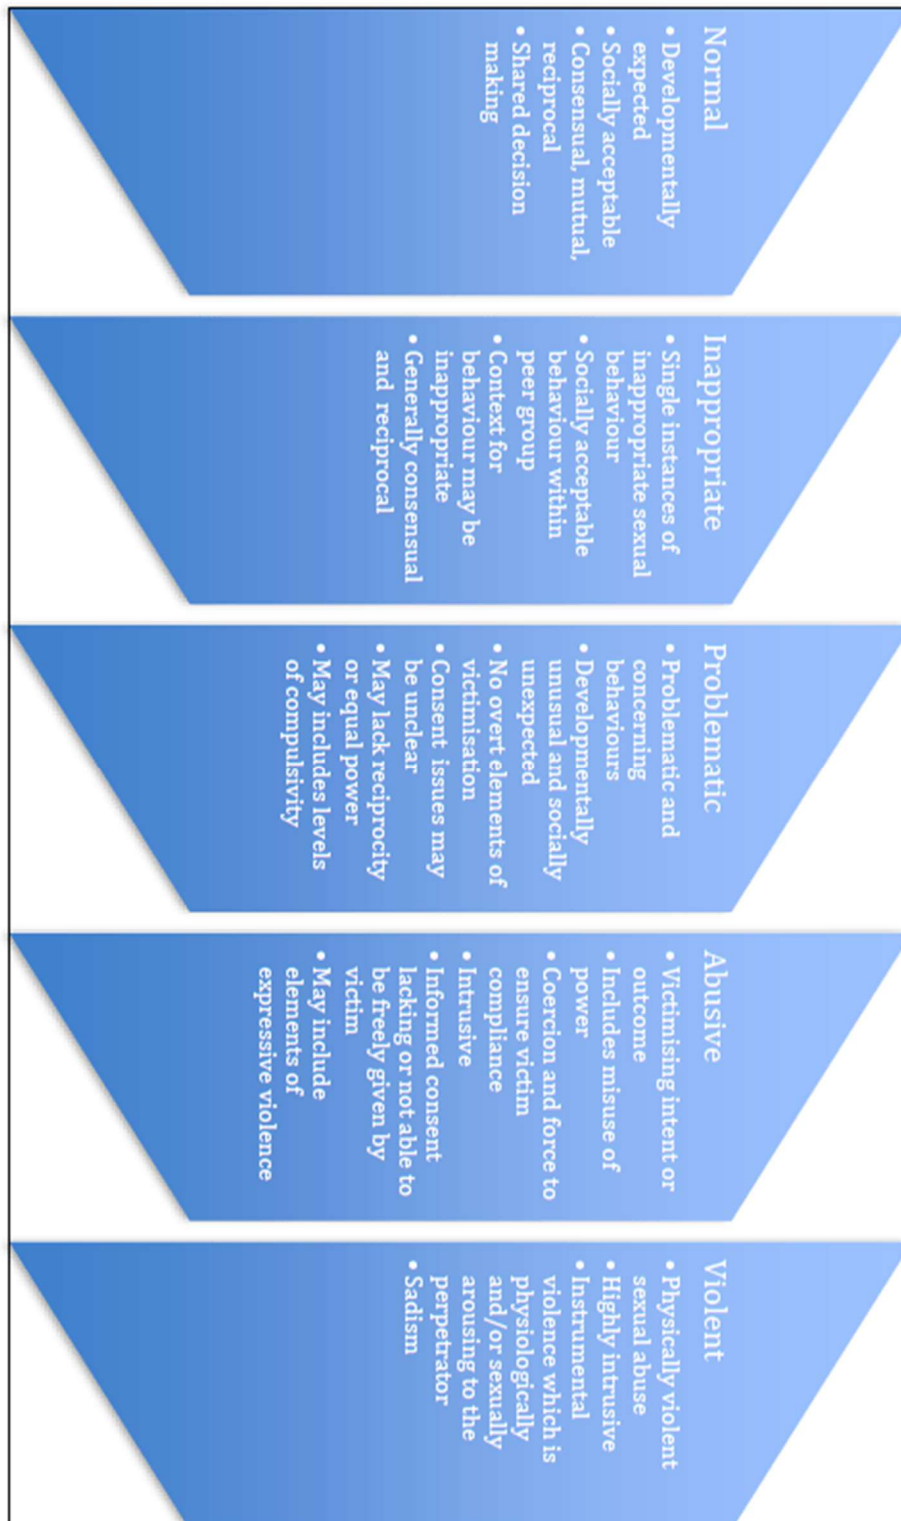 Normal
• Developmentally
expected
• Socially acceptable
• Consensual, mutual,
reciprocal
• Shared decision
making
Inappropriate
• Single instances of
inappropriate sexual
behaviour
• Socially acceptable
behaviour within
peer group
• Context for
behaviour may be
inappropriate
• Generally consensual
and reciprocal
Problematic
• Problematic and
concerning
behaviours
• Developmentally
unusual and socially
unexpected
• No overt elements of
victimisation
• Consent issues may
be unclear
• May lack reciprocity
or equal power
• May includes levels
of compulsivity
Abusive
• Victimising intent or
outcome
• Includes misuse of
power
• Coercion and force to
ensure victim
compliance
• Intrusive
• Informed consent
lacking or not able to
be freely given by
victim
• May include
elements of
expressive violence
Violent
• Physically violent
sexual abuse
• Highly intrusive
• Instrumental
violence which is
physiologically
and/or sexually
arousing to the
perpetrator
• Sadism